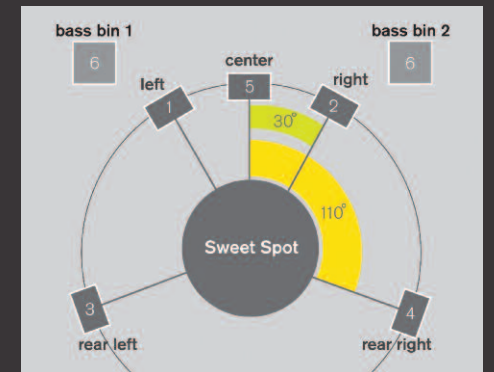 bass bin 1
bass bin 2
6
6
center
left
right
5
1
2
30°
110°
Sweet Spot
3
4
rear left
rear right